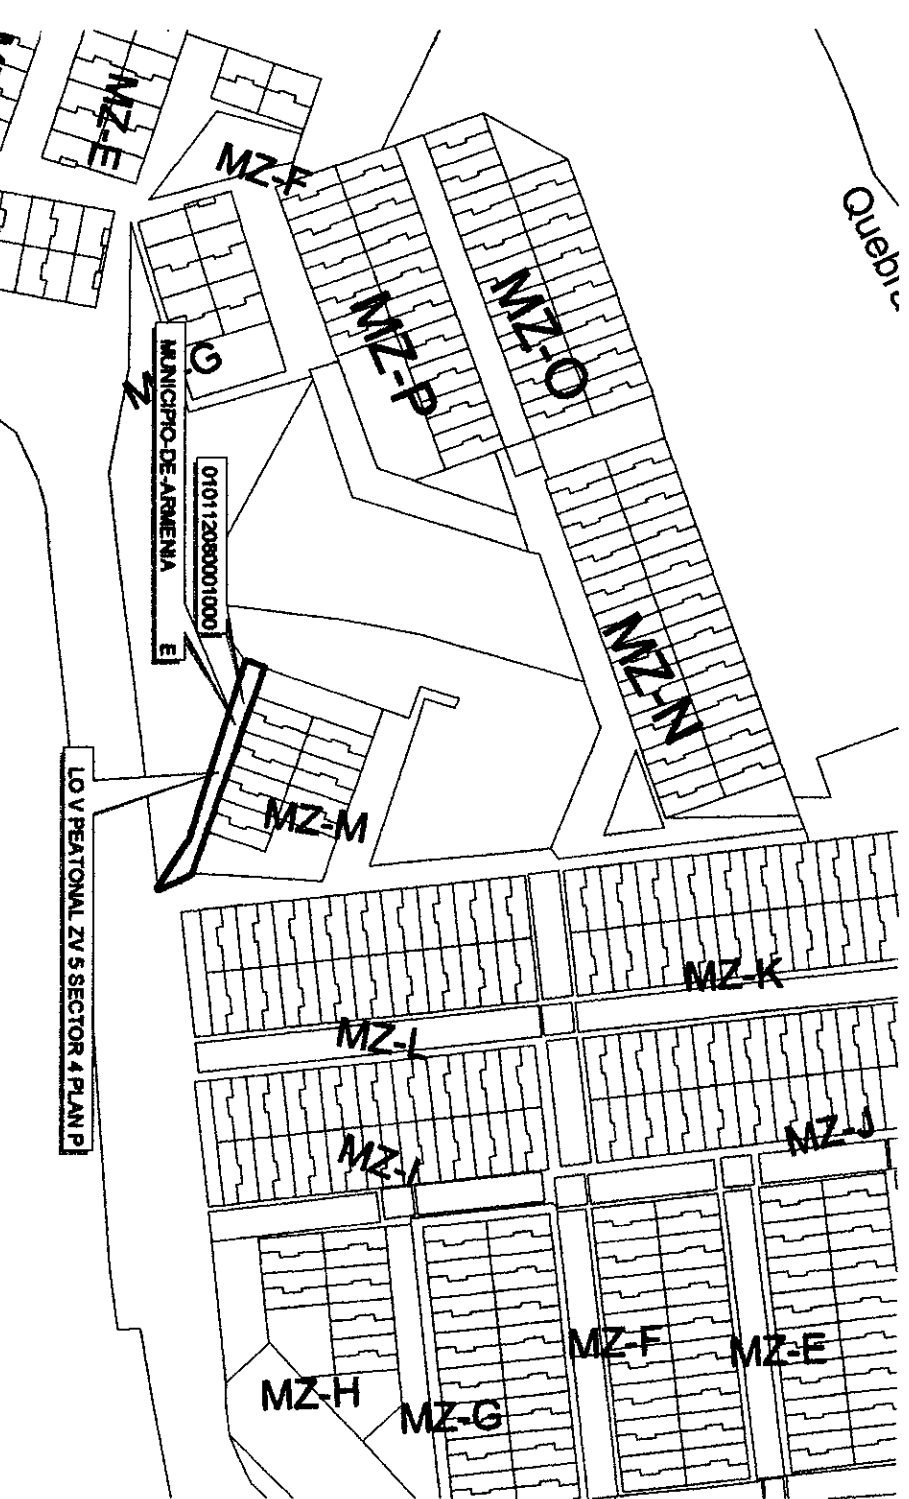 MZ-E
MZ-F
Quebra
MZ-O
MZ-P
G
MUNICIPIO-DE-ARMENIA E
010112080001000
MZ-N
LO V PEATONAL ZV 5 SECTOR 4 PLAN P
MZ-M
MZ-K
MZ-L
MZ-J
MZ-I
MZ-F
MZ-E
MZ-H
MZ-G